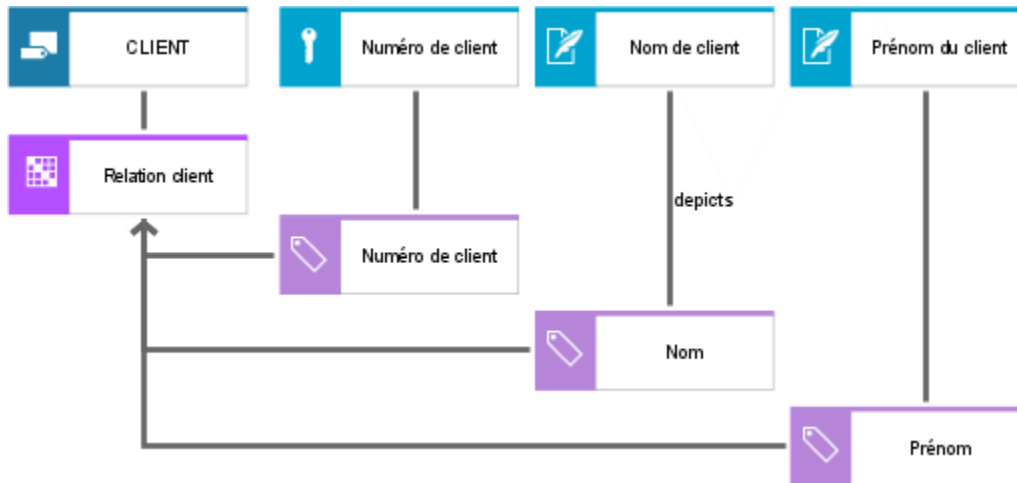 CLIENT
Numéro de client
Nom de client
Prénom du client
Relation client
depicts
Numéro de client
Nom
Prénom